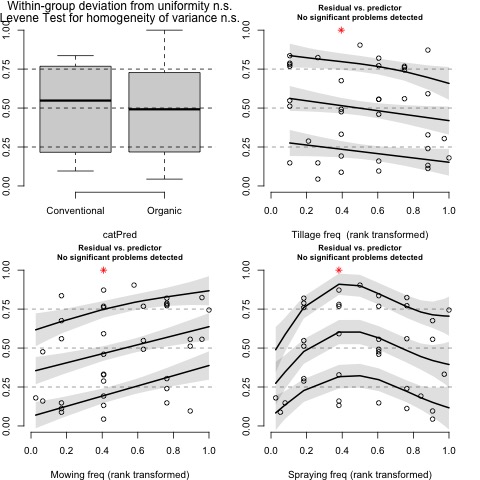 Within-group deviation from uniformity n.s.
Levene Test for homogeneity of variance n.s.
1.00
0.75
0.50
0.25
0.00
Conventional Organic
catPred
Residual vs. predictor
No significant problems detected
1.00
0.75
0.50
0.25
0.00
0.0 0.2 0.4 0.6 0.8 1.0
Tillage freq (rank transformed)
Residual vs. predictor
No significant problems detected
1.00
0.75
0.50
0.25
0.00
0.0 0.2 0.4 0.6 0.8 1.0
Mowing freq (rank transformed)
Residual vs. predictor
No significant problems detected
1.00
0.75
0.50
0.25
0.00
0.0 0.2 0.4 0.6 0.8 1.0
Spraying freq (rank transformed)